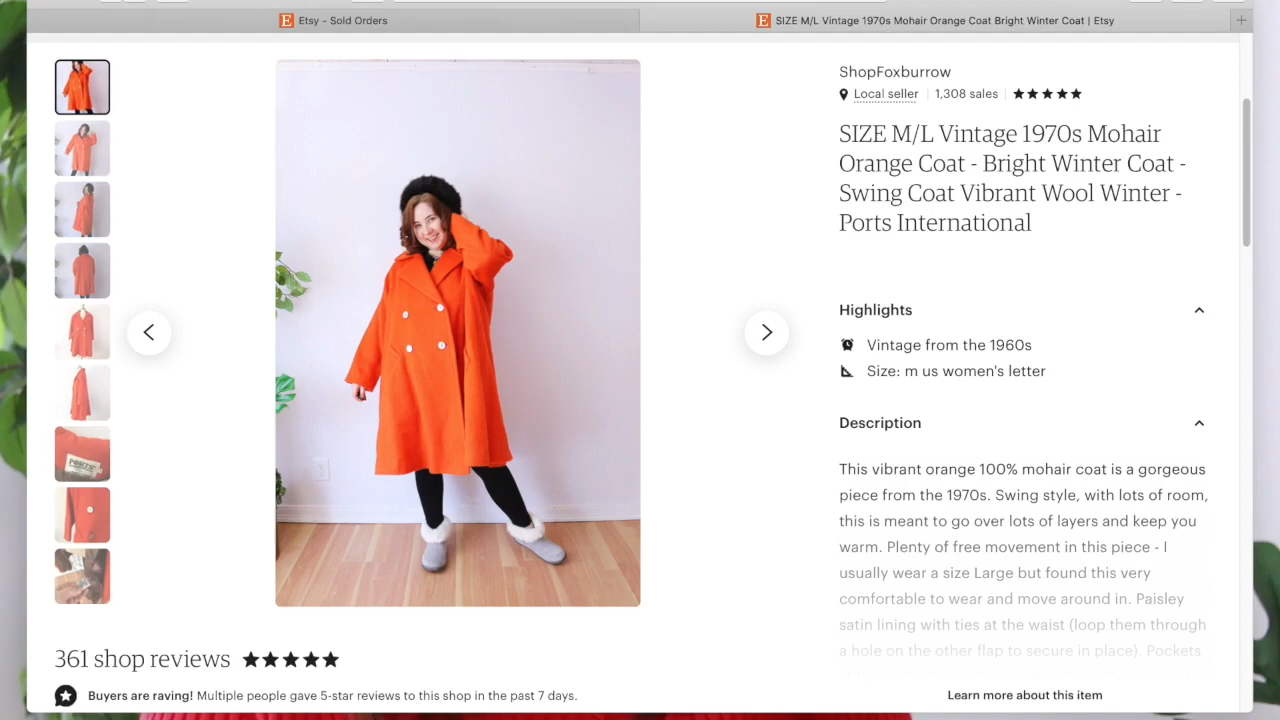 E Etsy - Sold Orders
E SIZE M/L Vintage 1970s Mohair Orange Coat Bright Winter Coat | Etsy
ShopFoxburrow
Local seller 1,308 sales
SIZE M/L Vintage 1970s Mohair
Orange Coat - Bright Winter Coat -
Swing Coat Vibrant Wool Winter -
Ports International
Highlights
Vintage from the 1960s
Size: m us women's letter
Description
This vibrant orange 100% mohair coat is a gorgeous
piece from the 1970s. Swing style, with lots of room,
this is meant to go over lots of layers and keep you
warm. Plenty of free movement in this piece - I
usually wear a size Large but found this very
comfortable to wear and move around in. Paisley
satin lining with ties at the waist (loop them through
a hole on the other flap to secure in place). Pockets
Learn more about this item
PORTS
361 shop reviews
Buyers are raving! Multiple people gave 5-star reviews to this shop in the past 7 days.